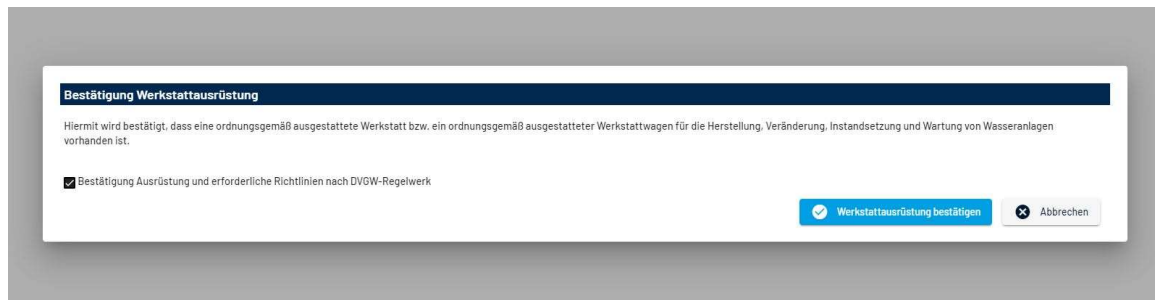 Bestätigung Werkstattausrüstung
Hiermit wird bestätigt, dass eine ordnungsgemäß ausgestattete Werkstatt bzw. ein ordnungsgemäß ausgestatteter Werkstattwagen für die Herstellung, Veränderung, Instandsetzung und Wartung von Wasseranlagen
vorhanden ist.
Bestätigung Ausrüstung und erforderliche Richtlinien nach DVGW-Regelwerk
Werkstattausrüstung bestätigen Abbrechen